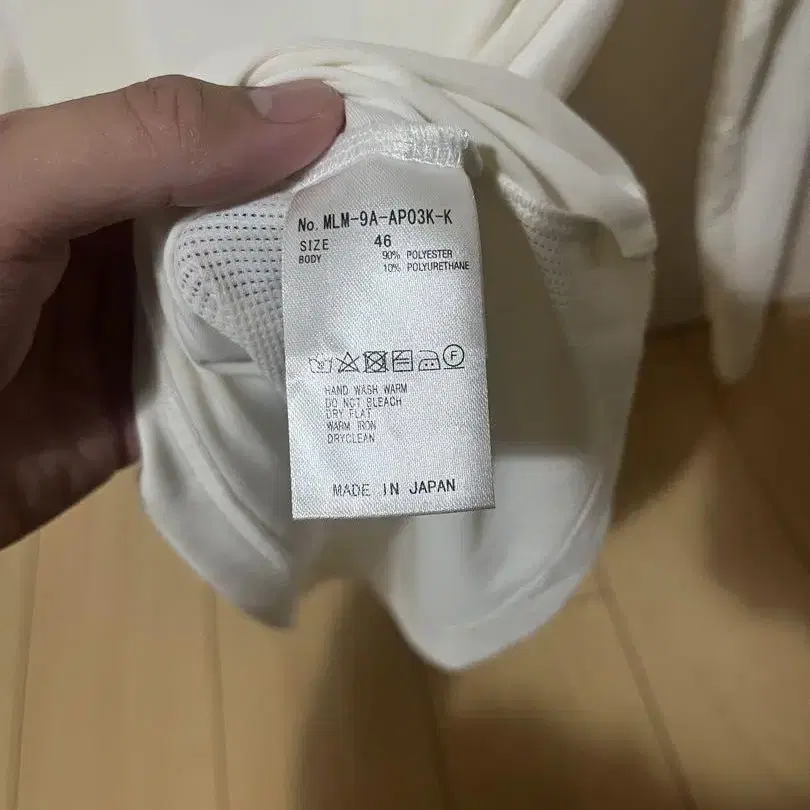 No. MLM-9A-AP03K-K
SIZE 46
BODY 90% POLYESTER
10% POLYURETHANE
F
HAND WASH WARM
DO NOT BLEACH
DRY FLAT
WARM IRON
DRYCLEAN
MADE IN JAPAN